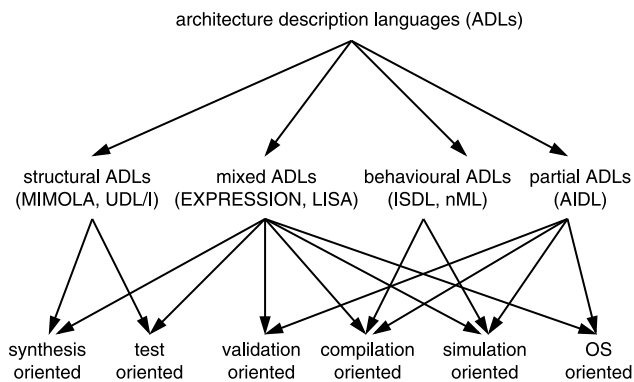 architecture description languages (ADLs)
structural ADLs
(MIMOLA, UDL/I)
mixed ADLs
(EXPRESSION, LISA)
behavioural ADLs
(ISDL, nML)
partial ADLs
(AIDL)
synthesis
oriented
test
oriented
validation
oriented
compilation
oriented
simulation
oriented
OS
oriented